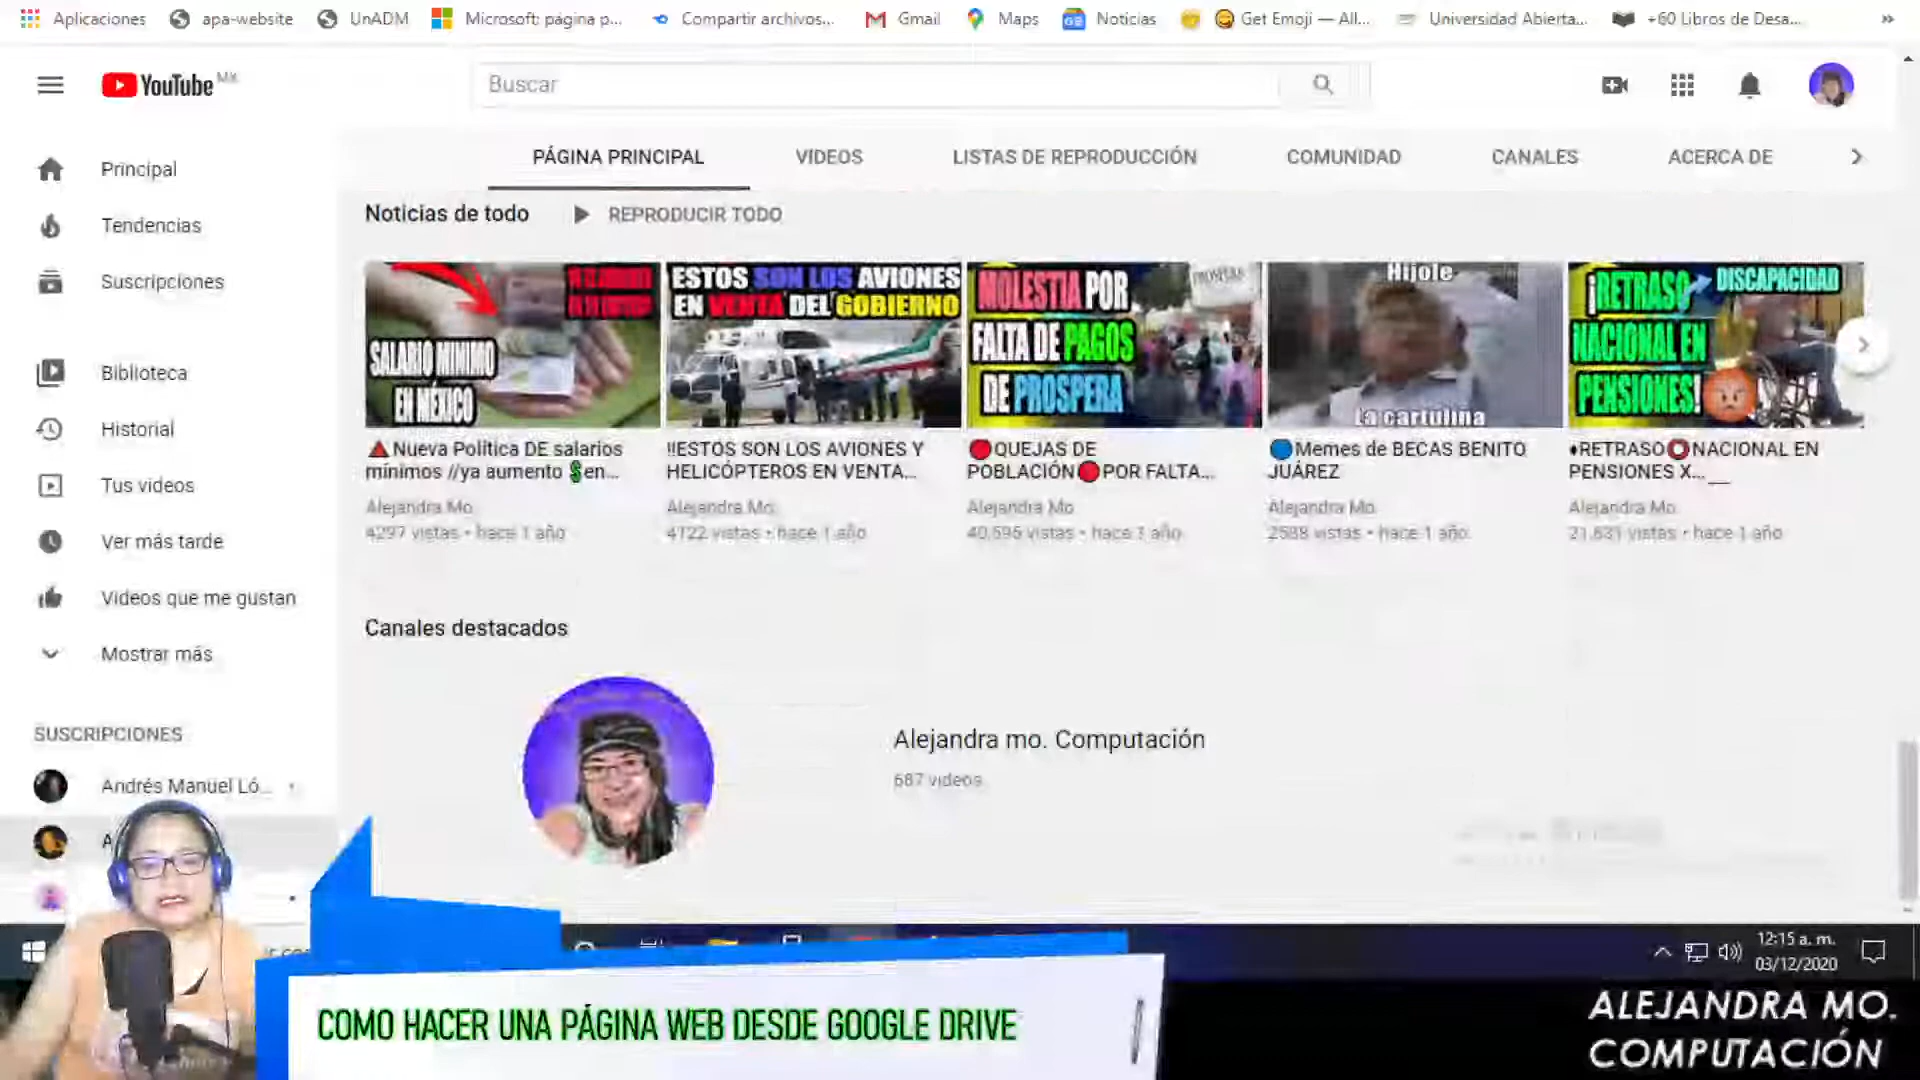 Aplicaciones apa-website UnADM Microsoft: página p... Compartir archivos... Gmail Maps Noticias Get Emoji — All... Universidad Abierta... +60 Libros de Desa... »
YouTube MX
Buscar
PÁGINA PRINCIPAL VIDEOS LISTAS DE REPRODUCCIÓN COMUNIDAD CANALES ACERCA DE
Principal
Tendencias
Suscripciones
Biblioteca
Historial
Tus videos
Ver más tarde
Videos que me gustan
Mostrar más
SUSCRIPCIONES
Andrés Manuel Ló...
A
Noticias de todo REPRODUCIR TODO
SALARIO MINIMO
EN MÉXICO
ESTOS SON LOS AVIONES
EN VENTA DEL GOBIERNO
MOLESTIA POR
FALTA DE PAGOS
DE PROSPERA
Híjole
La cartulina
¡RETRASO DISCAPACIDAD
NACIONAL EN
PENSIONES!
🔺Nueva Política DE salarios
mínimos //ya aumento 💲en...
Alejandra Mo.
4297 vistas • hace 1 año
‼ESTOS SON LOS AVIONES Y
HELICÓPTEROS EN VENTA...
Alejandra Mo.
4722 vistas • hace 1 año
🔴QUEJAS DE
POBLACIÓN🔴POR FALTA...
Alejandra Mo.
40,596 vistas • hace 1 año
🔵Memes de BECAS BENITO
JUÁREZ
Alejandra Mo.
2588 vistas • hace 1 año
♦RETRASO⭕NACIONAL EN
PENSIONES X...__
Alejandra Mo.
21,631 vistas • hace 1 año
Canales destacados
Alejandra mo. Computación
687 videos
12:15 a. m.
03/12/2020
COMO HACER UNA PÁGINA WEB DESDE GOOGLE DRIVE
ALEJANDRA MO.
COMPUTACIÓN